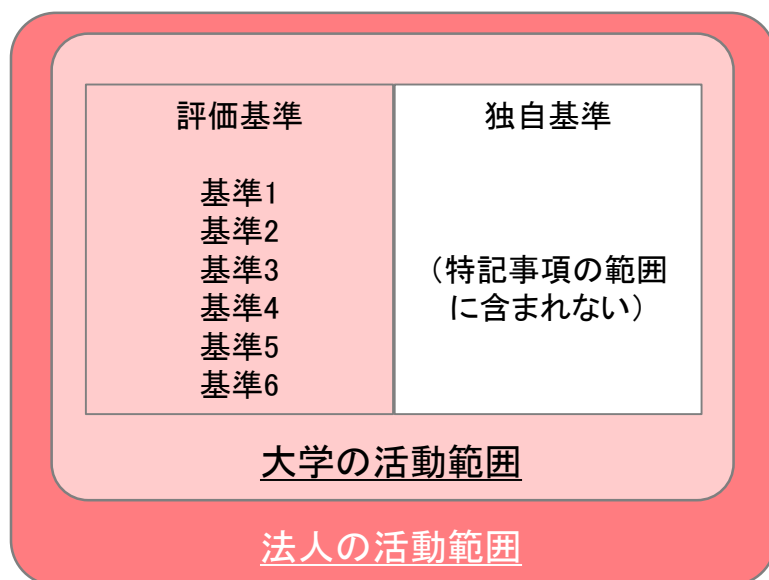 評価基準
基準1
基準2
基準3
基準4
基準5
基準6
独自基準
(特記事項の範囲
に含まれない)
大学の活動範囲
法人の活動範囲